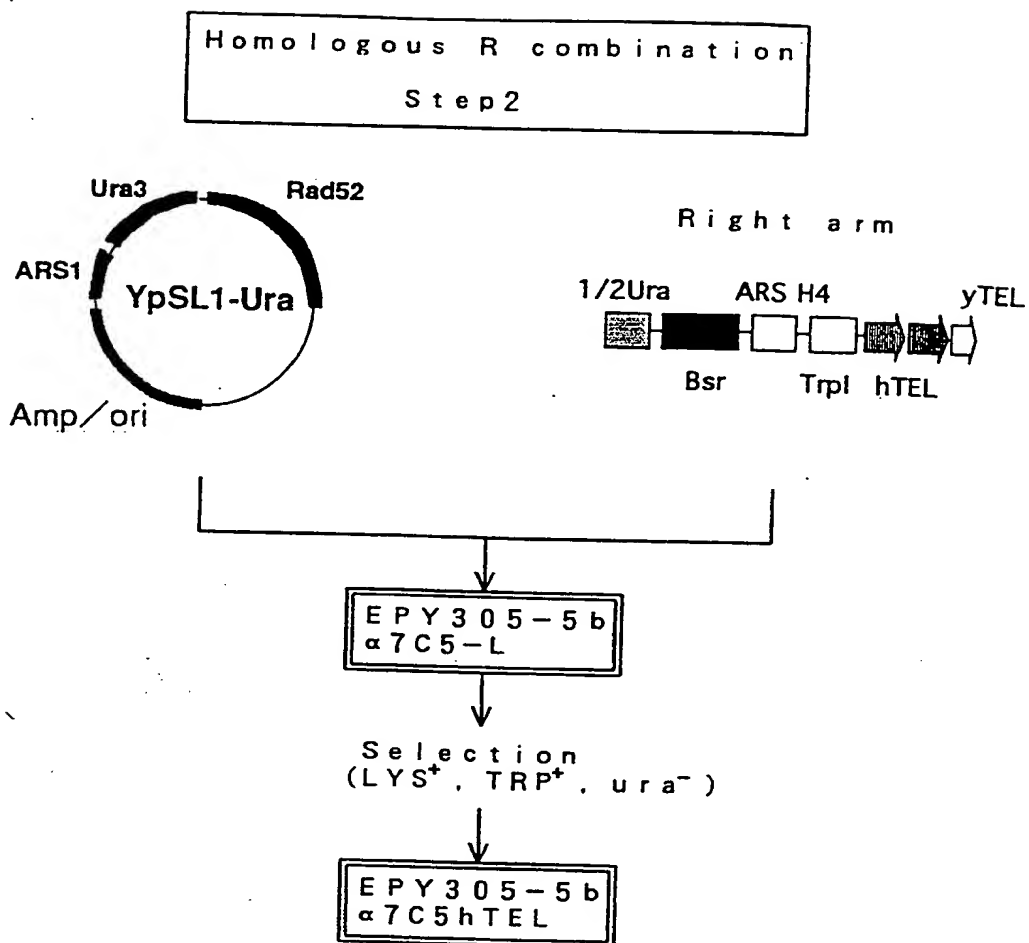 Homologous R combination
Step2
Ura3
Rad52
ARS1
YpSL1-Ura
Amp/ori
Right arm
1/2Ura
ARS H4
yTEL
Bsr
TrpI
hTEL
EPY305-5b
α7C5-L
Selection
(LYS⁺, TRP⁺, ura⁻)
EPY305-5b
α7C5hTEL